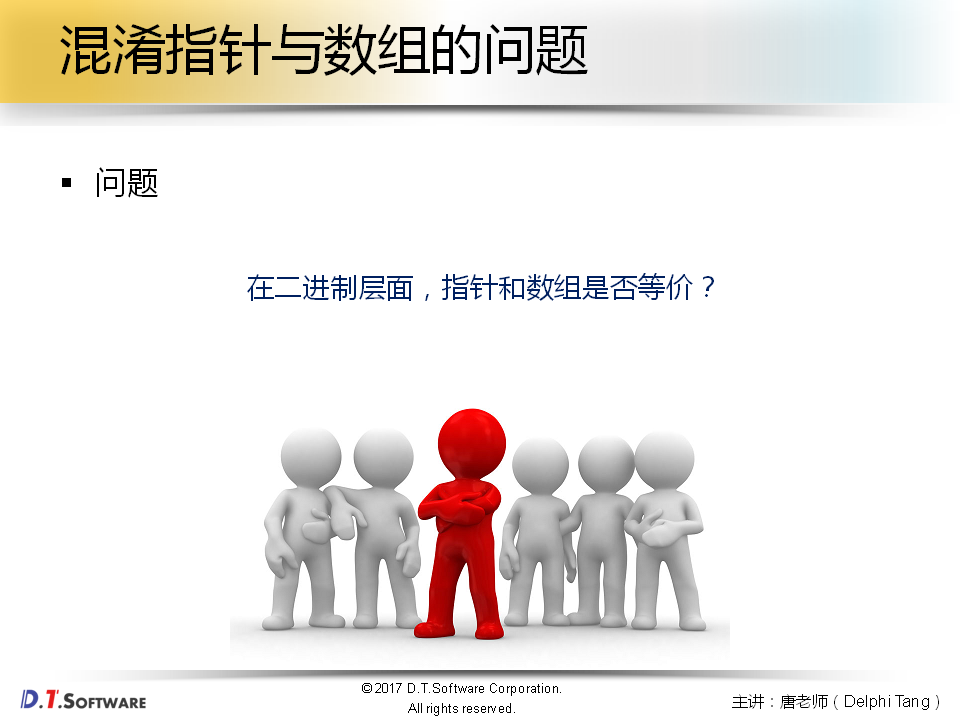 混淆指针与数组的问题
▪ 问题
在二进制层面，指针和数组是否等价？
D.T.SOFTWARE
©2017 D.T.Software Corporation.
All rights reserved.
主讲：唐老师（Delphi Tang）